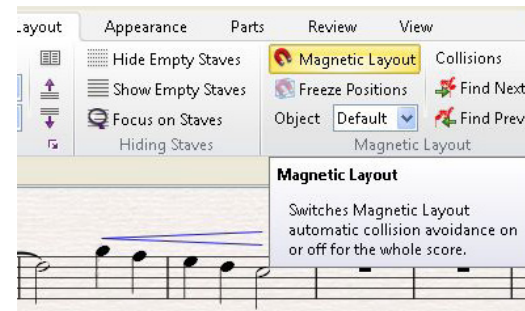 Layout Appearance Parts Review View
Hide Empty Staves Magnetic Layout Collisions
Show Empty Staves Freeze Positions Find Next
Focus on Staves Object Default Find Prev
Hiding Staves Magnetic Layout
Magnetic Layout
Switches Magnetic Layout
automatic collision avoidance on
or off for the whole score.